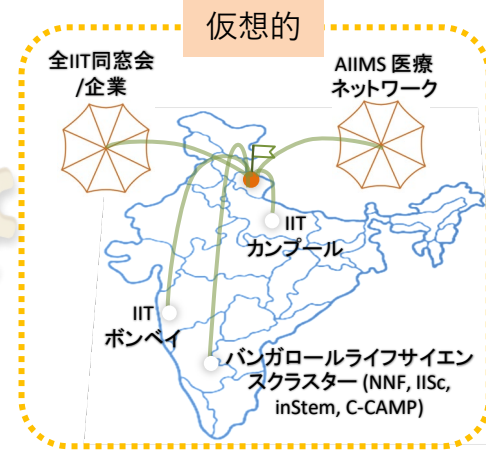 仮想的
全IIT同窓会
/企業
AIIMS 医療
ネットワーク
IIT
カンプール
IIT
ボンベイ
バンガロールライフサイエン
スクラスター (NNF, IISc,
inStem, C-CAMP)